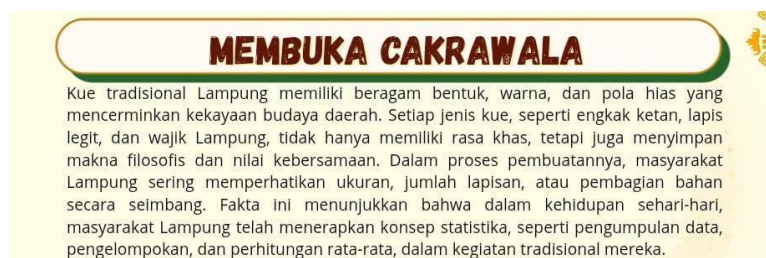 MEMBUKA CAKRAWALA
Kue tradisional Lampung memiliki beragam bentuk, warna, dan pola hias yang
mencerminkan kekayaan budaya daerah. Setiap jenis kue, seperti engkak ketan, lapis
legit, dan wajik Lampung, tidak hanya memiliki rasa khas, tetapi juga menyimpan
makna filosofis dan nilai kebersamaan. Dalam proses pembuatannya, masyarakat
Lampung sering memperhatikan ukuran, jumlah lapisan, atau pembagian bahan
secara seimbang. Fakta ini menunjukkan bahwa dalam kehidupan sehari-hari,
masyarakat Lampung telah menerapkan konsep statistika, seperti pengumpulan data,
pengelompokan, dan perhitungan rata-rata, dalam kegiatan tradisional mereka.